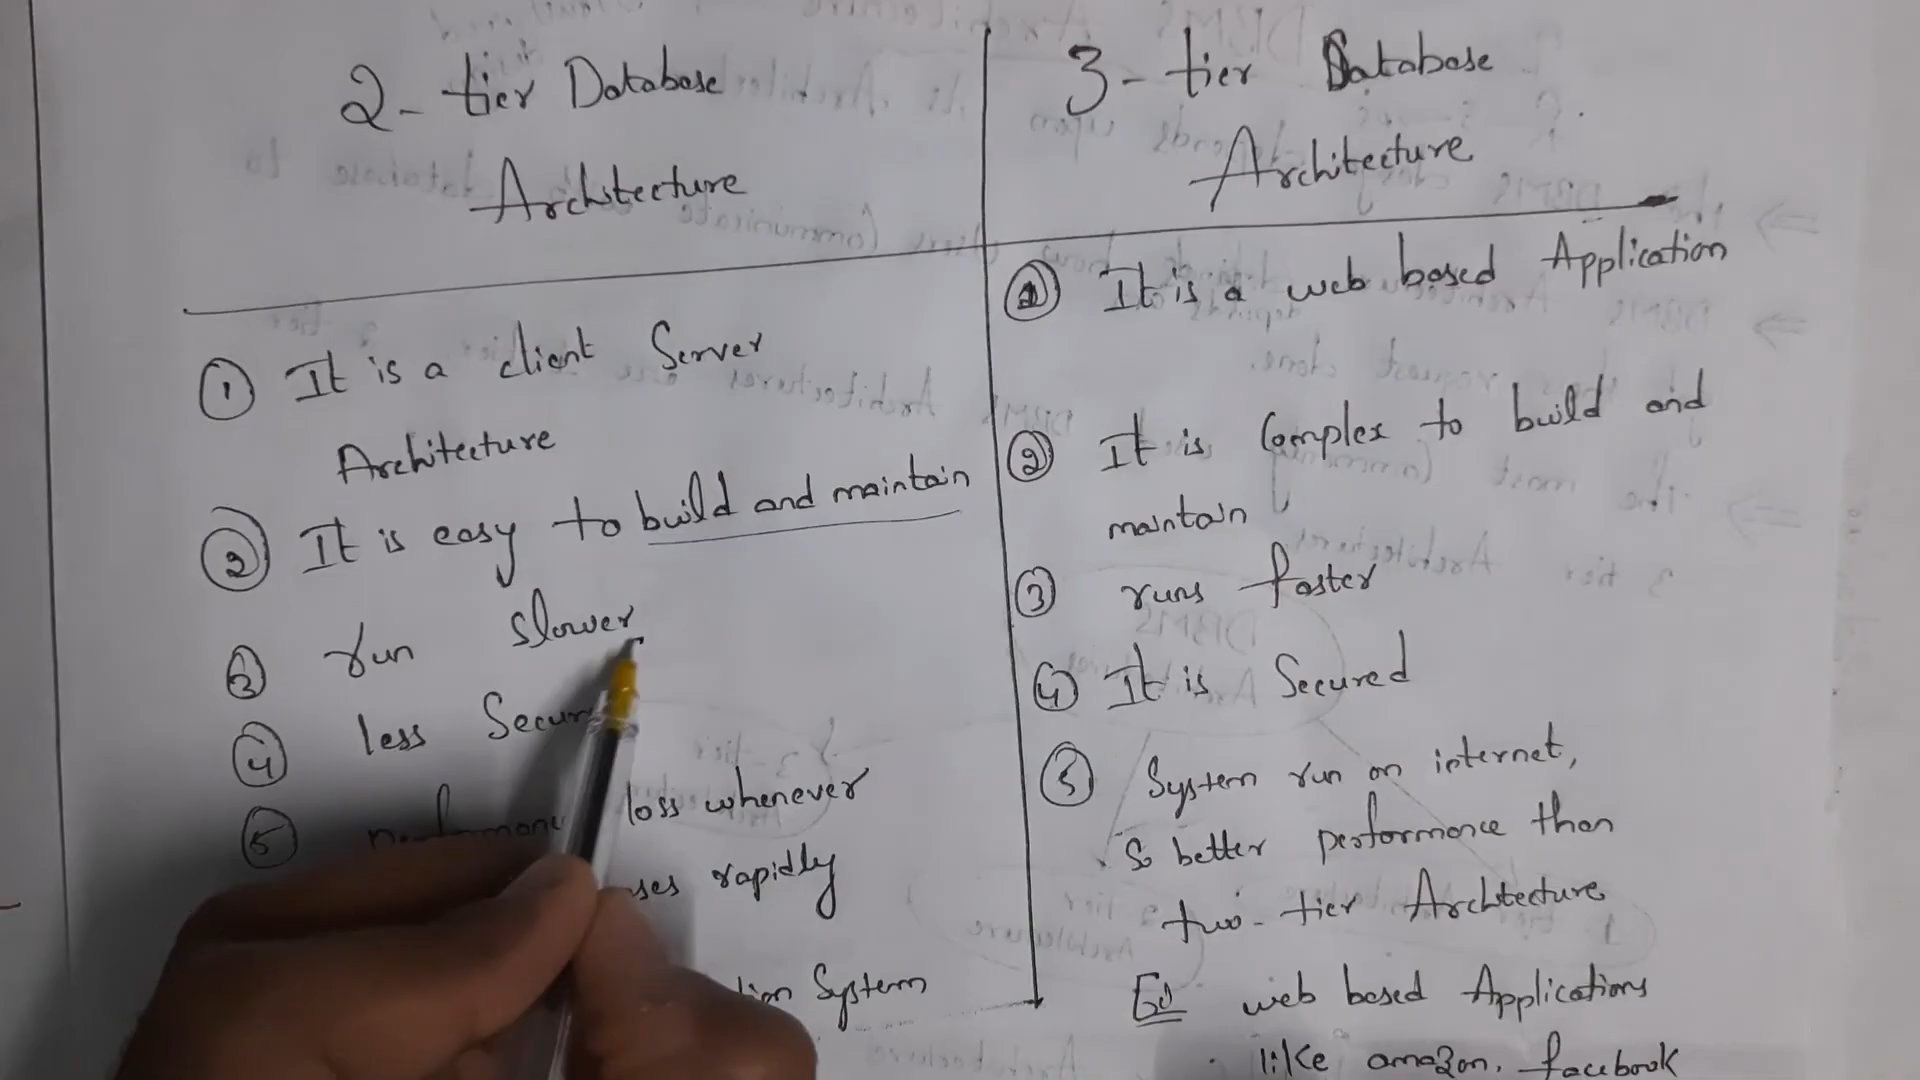 2- tier Database
Architecture
① It is a client Server
Architecture
② It is easy to build and maintain
③ run slower
④ less
⑤ loss whenever
rapidly
System
3- tier Database
Architecture
① It is a web based Application
② It is Complex to build and
maintain
③ runs faster
④ It is Secured
⑤ System run on internet,
So better performance than
two-tier Architecture
web based Applications
like amazon, facebook